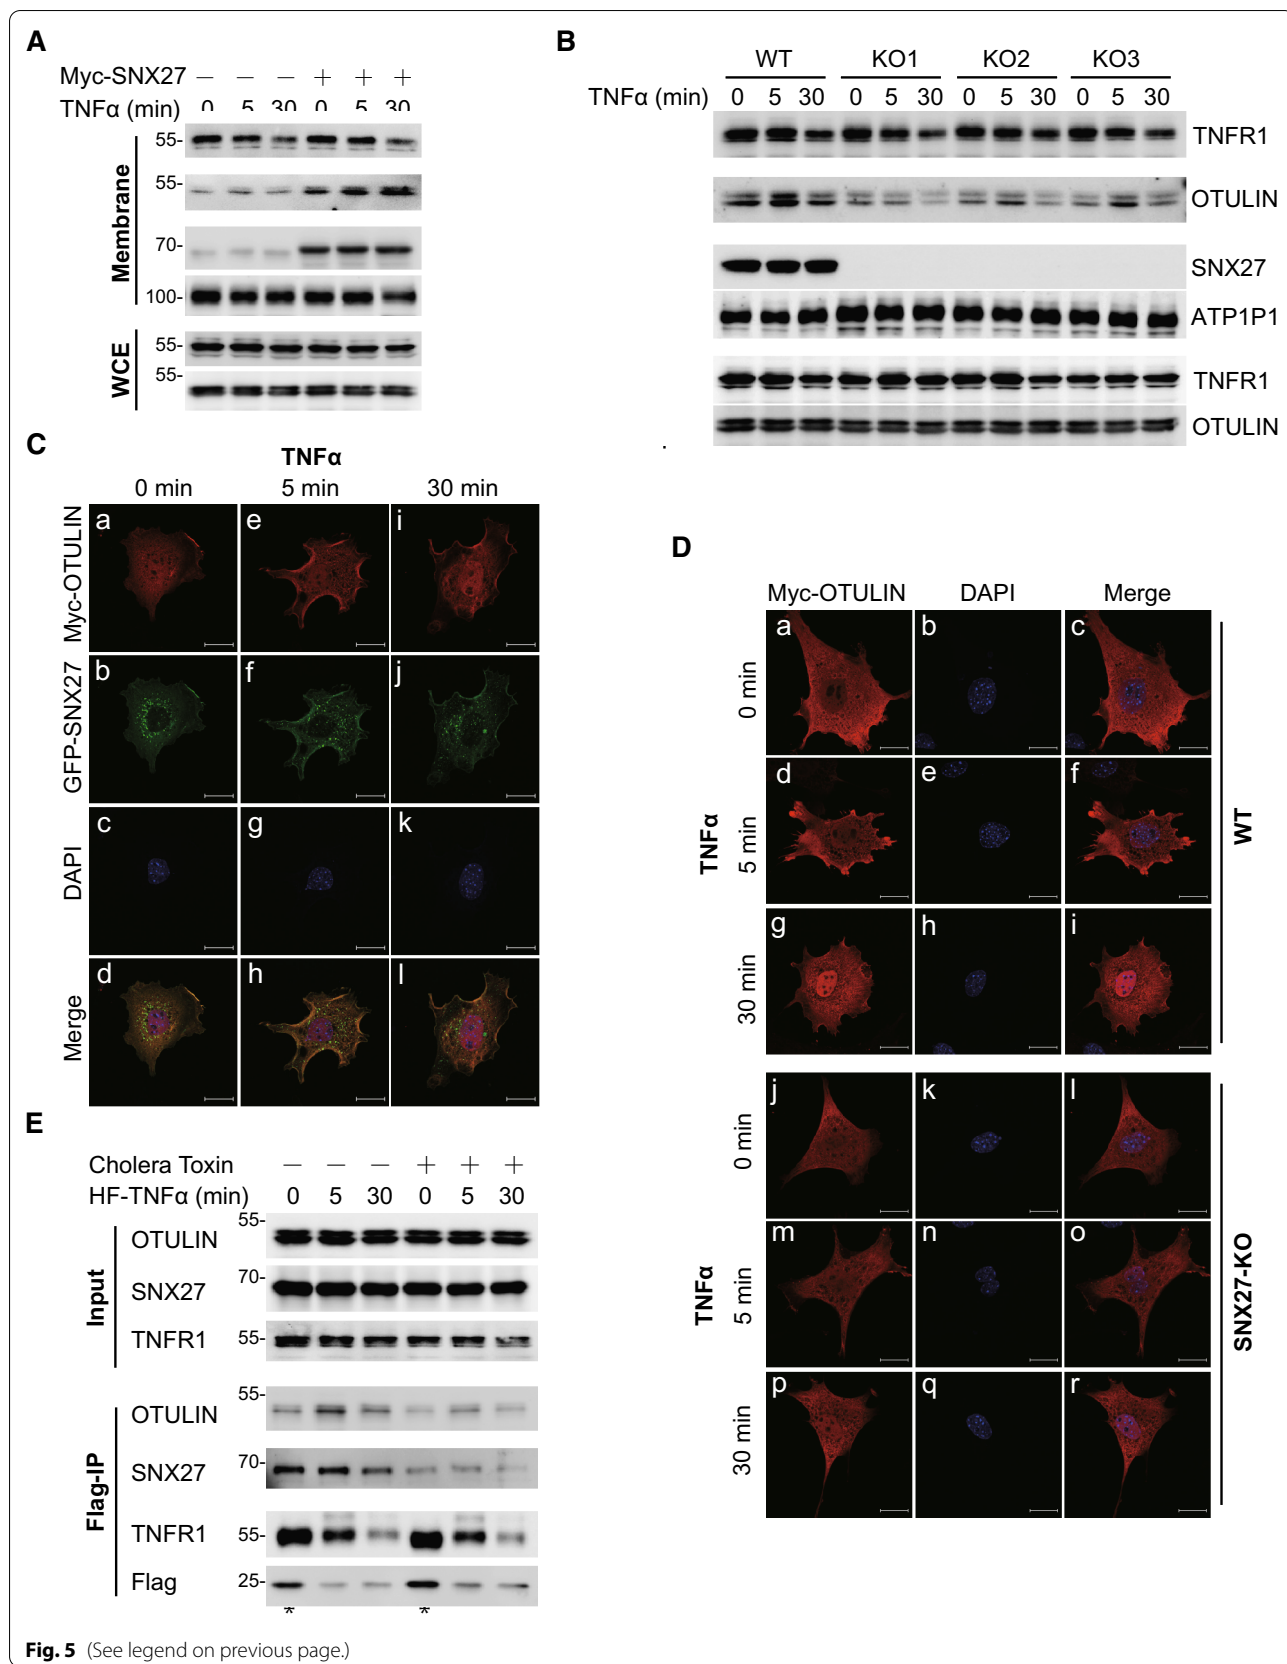 A
Myc-SNX27 — — — + + +
TNFα (min) 0 5 30 0 5 30
Membrane
55-
55-
70-
100-
WCE
55-
55-
B
WT KO1 KO2 KO3
TNFα (min) 0 5 30 0 5 30 0 5 30 0 5 30
TNFR1
OTULIN
SNX27
ATP1P1
TNFR1
OTULIN
C
TNFα
0 min 5 min 30 min
Myc-OTULIN
a e i
GFP-SNX27
b f j
DAPI
c g k
Merge
d h l
D
Myc-OTULIN DAPI Merge
TNFα
WT
0 min
a b c
5 min
d e f
30 min
g h i
TNFα
SNX27-KO
0 min
j k l
5 min
m n o
30 min
p q r
E
Cholera Toxin — — — + + +
HF-TNFα (min) 0 5 30 0 5 30
Input
OTULIN 55-
SNX27 70-
TNFR1 55-
Flag-IP
OTULIN 55-
SNX27 70-
TNFR1 55-
Flag 25-
* *
Fig. 5 (See legend on previous page.)